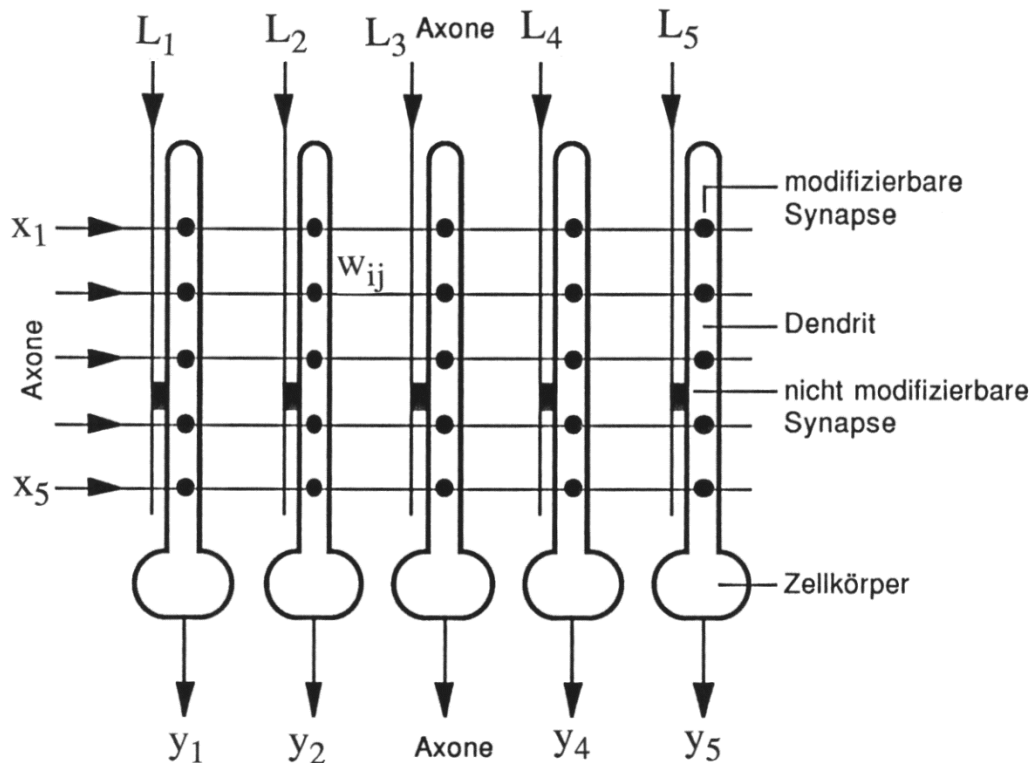 L1 L2 L3 Axone L4 L5
modifizierbare
Synapse
x1
wij
Dendrit
Axone
nicht modifizierbare
Synapse
x5
Zellkörper
y1 y2 Axone y4 y5